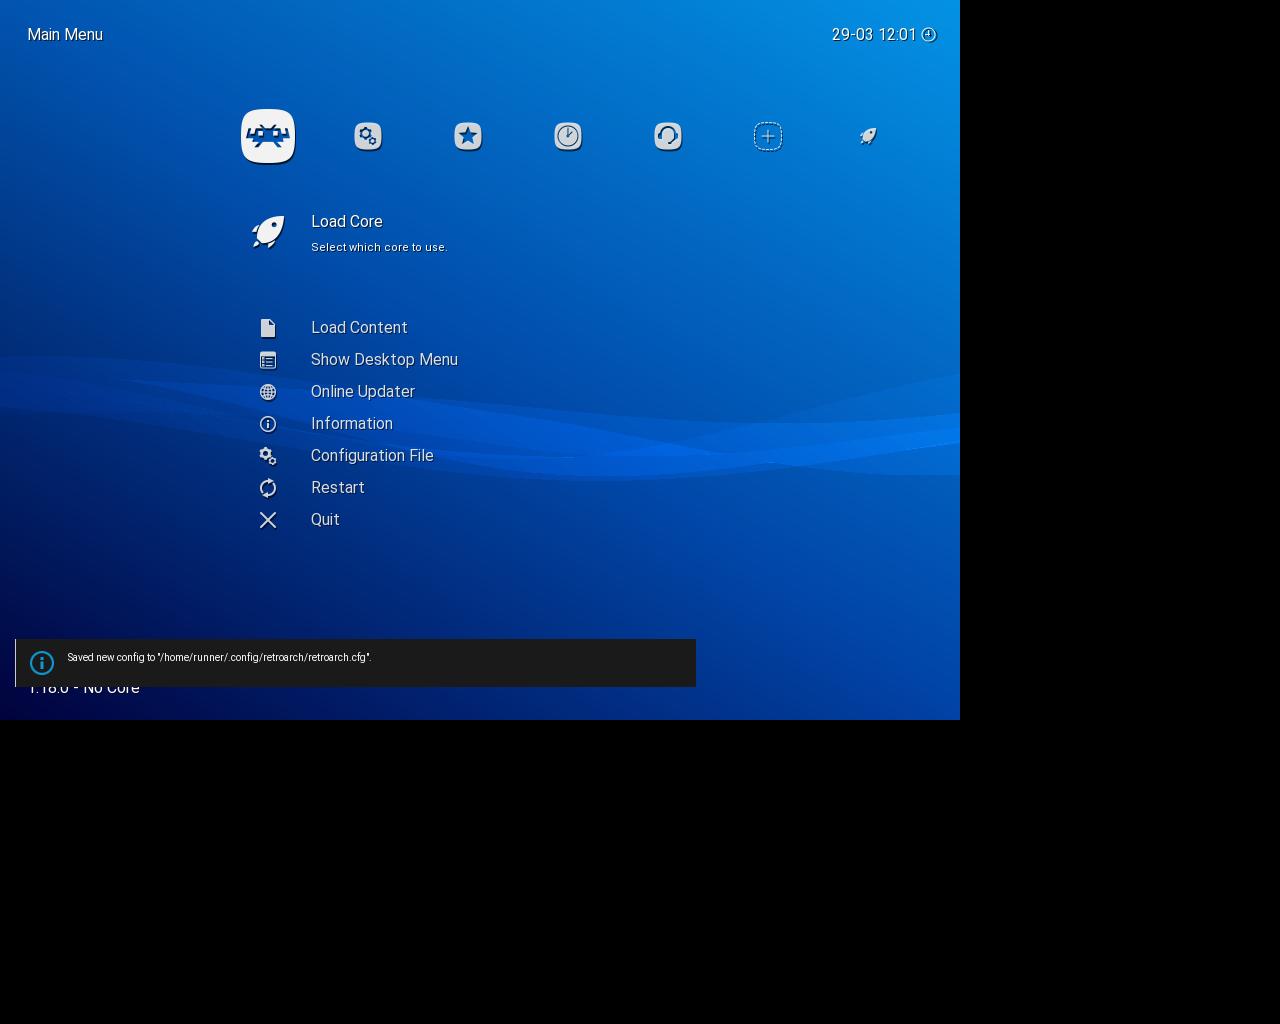 Main Menu
29-03 12:01
Load Core
Select which core to use.
Load Content
Show Desktop Menu
Online Updater
Information
Configuration File
Restart
Quit
Saved new config to "/home/runner/.config/retroarch/retroarch.cfg".
1.18.0 - No Core